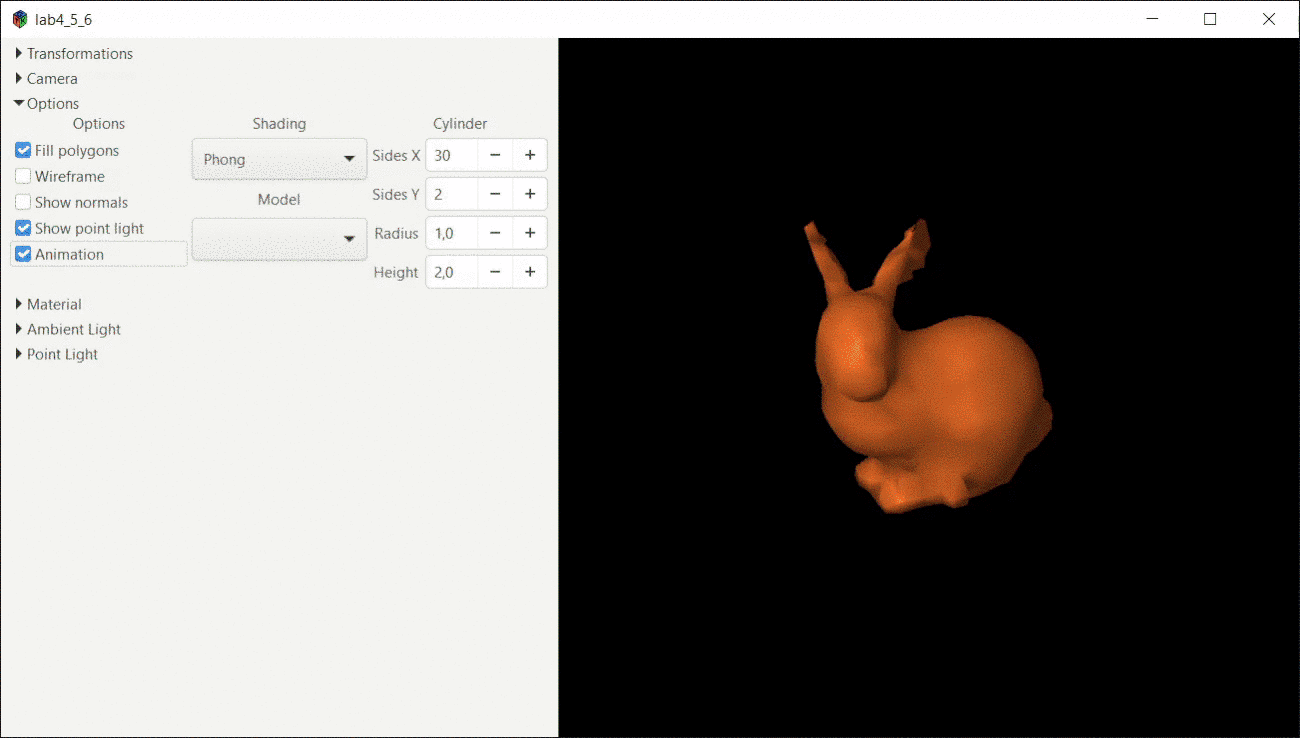 lab4_5_6
Transformations
Camera
Options
Options
Fill polygons
Wireframe
Show normals
Show point light
Animation
Shading
Phong
Model
Cylinder
Sides X 30
Sides Y 2
Radius 1,0
Height 2,0
Material
Ambient Light
Point Light